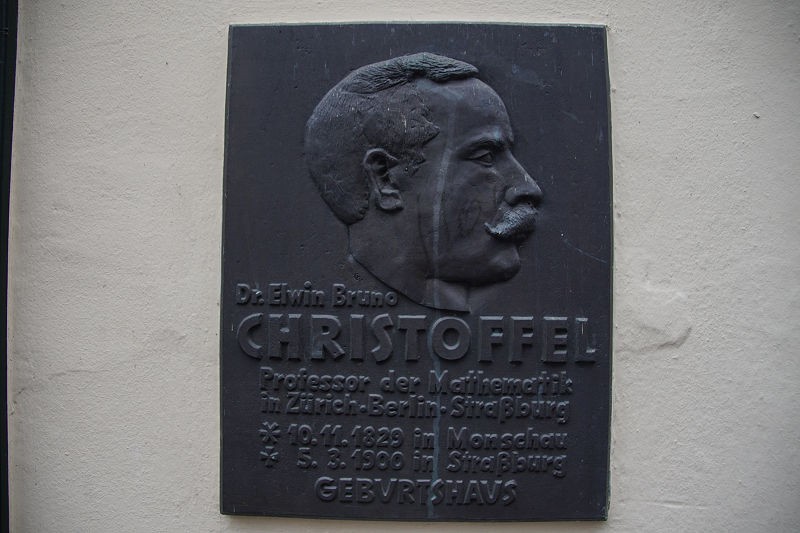 Dr. Elwin Bruno
CHRISTOFFEL
Professor der Mathematik
in Zürich·Berlin·Straßburg
* 10.11.1829 in Monschau
✝ 5. 3. 1900 in Straßburg
GEBVRTSHAVS